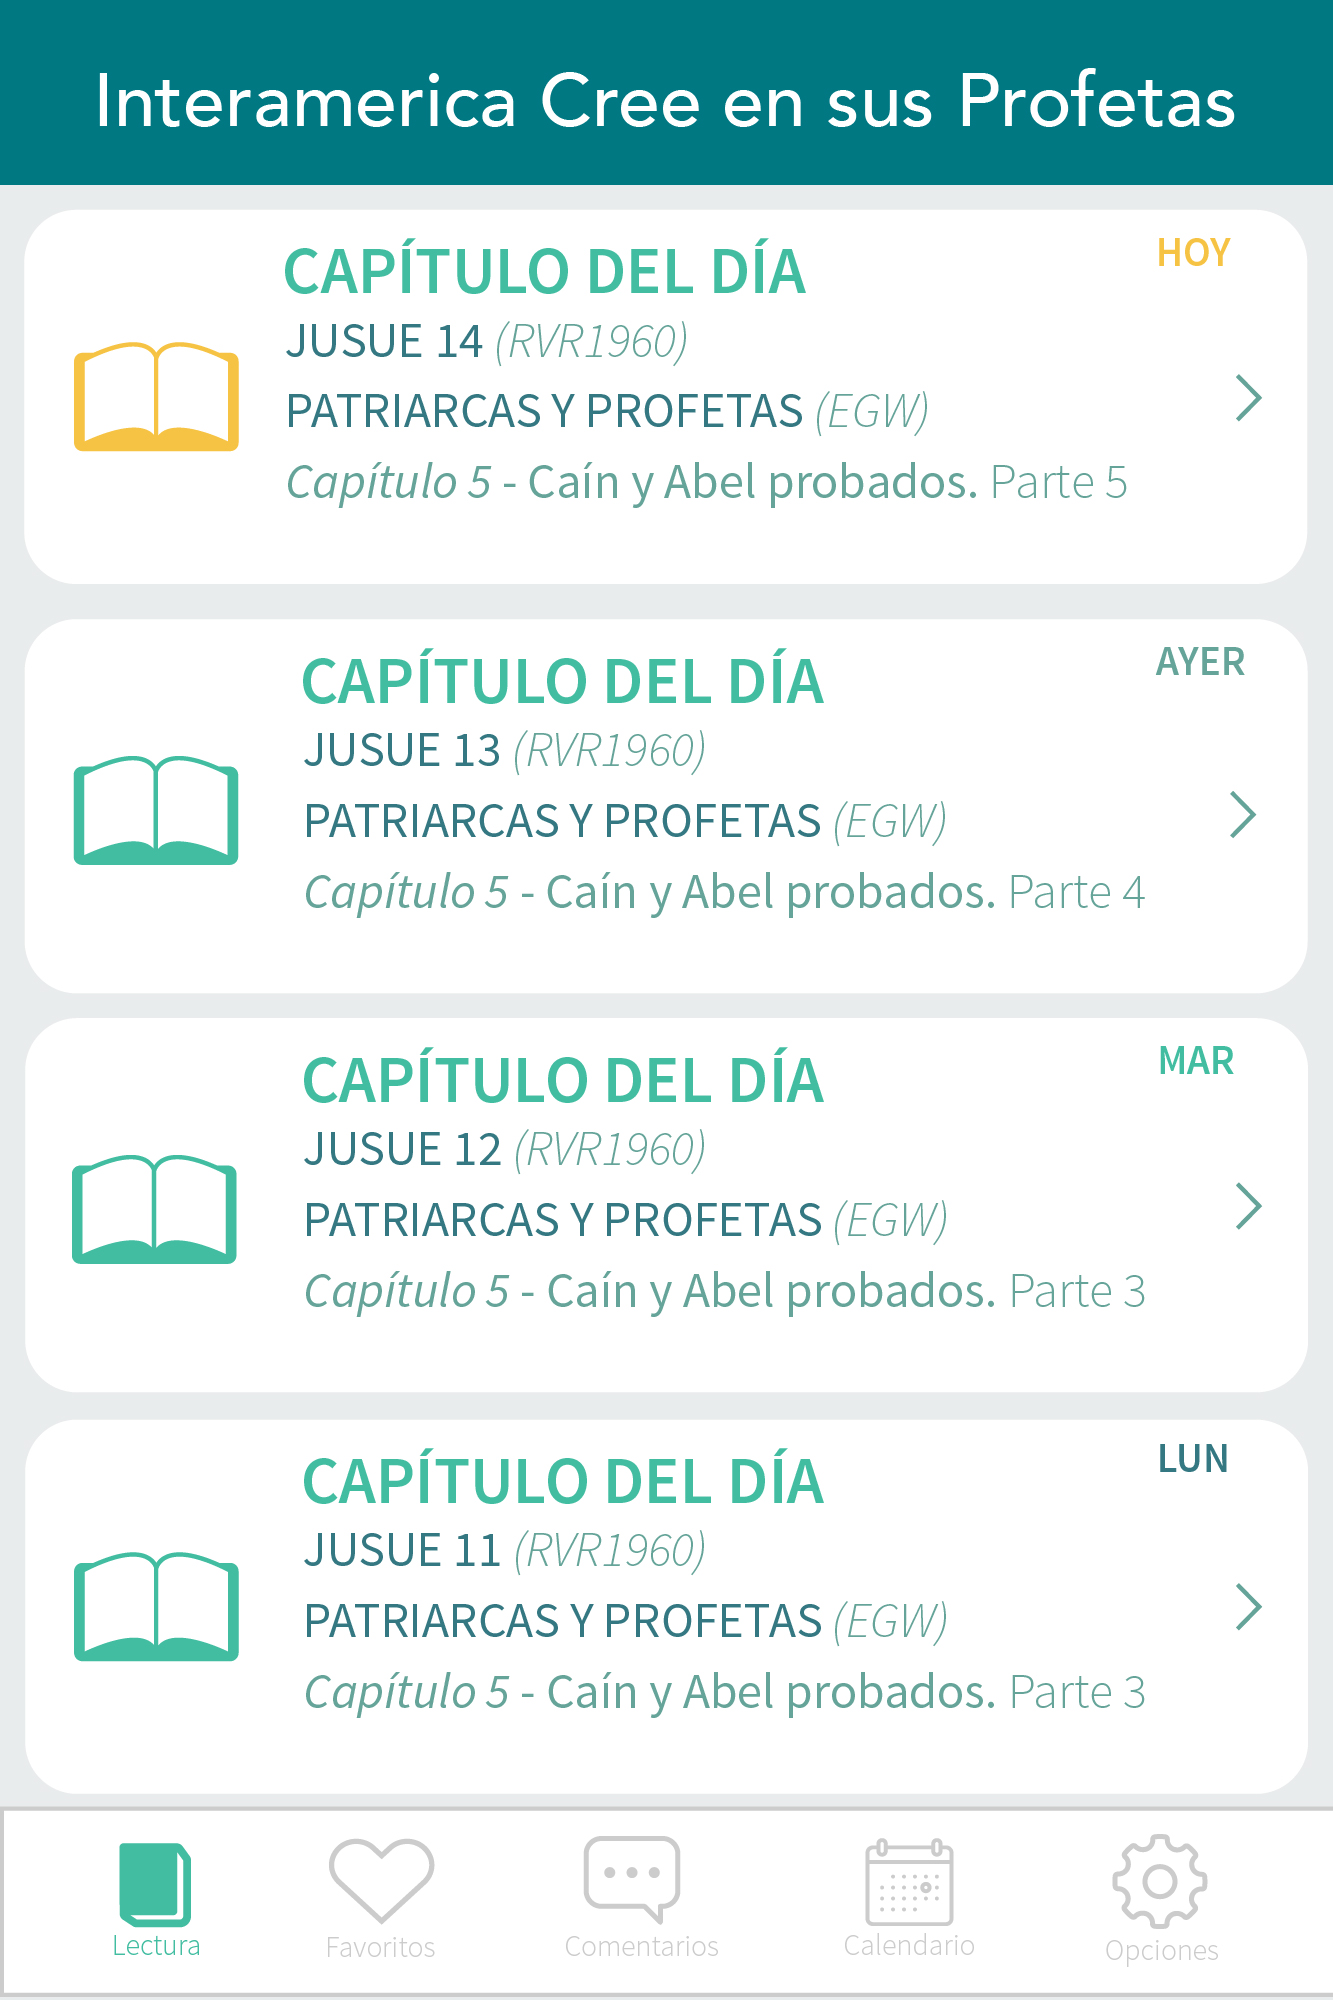 Interamerica Cree en sus Profetas
CAPÍTULO DEL DÍA
HOY
JUSUE 14 (RVR1960)
PATRIARCAS Y PROFETAS (EGW)
Capítulo 5 - Caín y Abel probados. Parte 5
CAPÍTULO DEL DÍA
AYER
JUSUE 13 (RVR1960)
PATRIARCAS Y PROFETAS (EGW)
Capítulo 5 - Caín y Abel probados. Parte 4
CAPÍTULO DEL DÍA
MAR
JUSUE 12 (RVR1960)
PATRIARCAS Y PROFETAS (EGW)
Capítulo 5 - Caín y Abel probados. Parte 3
CAPÍTULO DEL DÍA
LUN
JUSUE 11 (RVR1960)
PATRIARCAS Y PROFETAS (EGW)
Capítulo 5 - Caín y Abel probados. Parte 3
Lectura
Favoritos
Comentarios
Calendario
Opciones